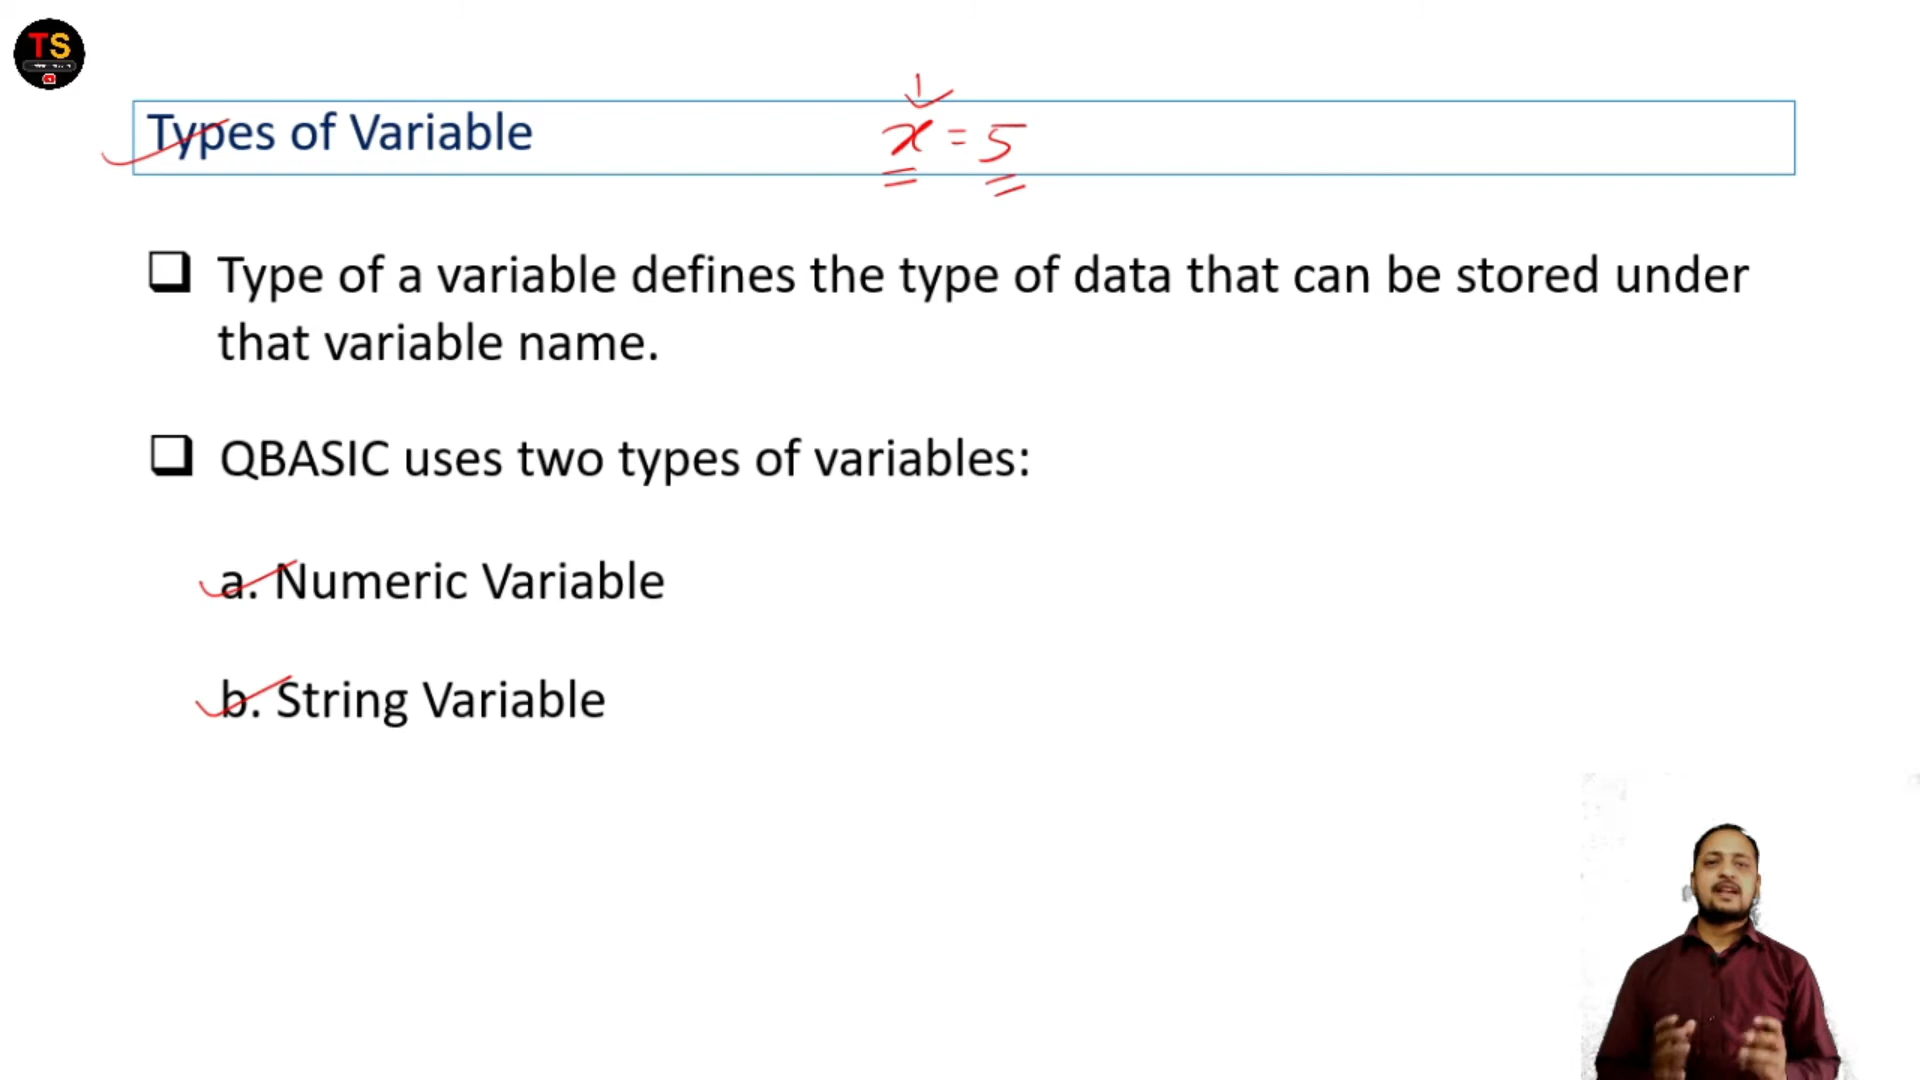 TS
Types of Variable
x = 5
❑ Type of a variable defines the type of data that can be stored under
that variable name.
❑ QBASIC uses two types of variables:
a. Numeric Variable
b. String Variable